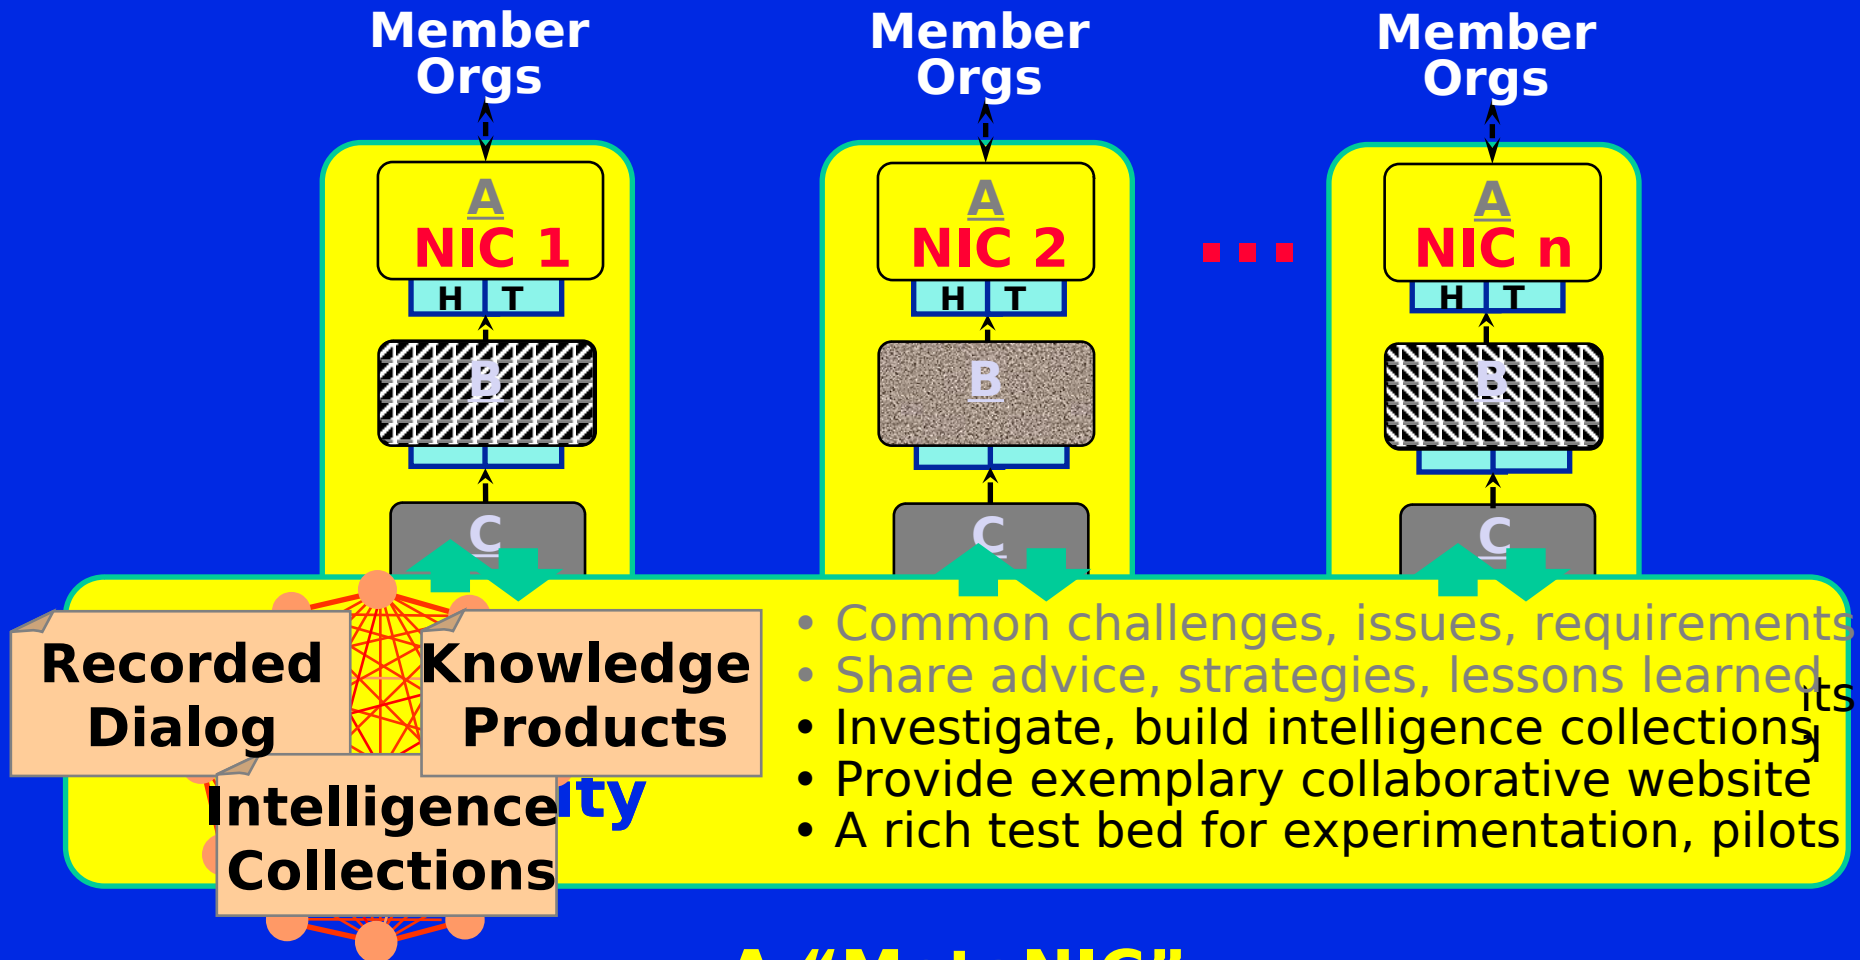 Member
Orgs
Member
Orgs
Member
Orgs
A
NIC 1
H T
A
NIC 2
H T
...
A
NIC n
H T
B
B
B
C
C
C
Recorded
Dialog
Knowledge
Products
Intelligence
Collections
ity
• Common challenges, issues, requirements
• Share advice, strategies, lessons learned
its
• Investigate, build intelligence collections
• Provide exemplary collaborative website
• A rich test bed for experimentation, pilots